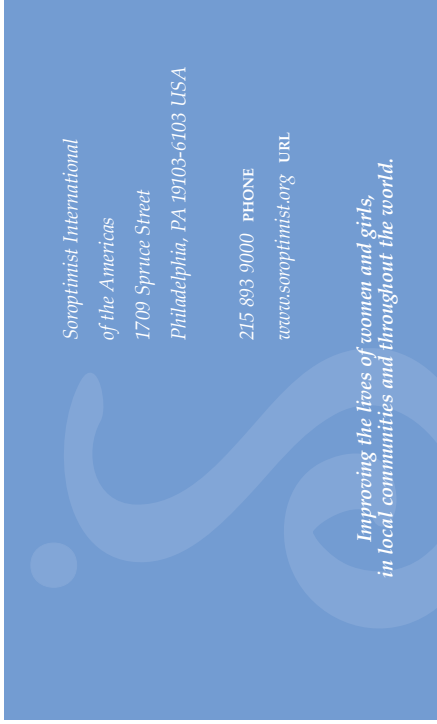 Soroptimist International
of the Americas
1709 Spruce Street
Philadelphia, PA 19103-6103 USA
215 893 9000 PHONE
www.soroptimist.org URL
Improving the lives of women and girls,
in local communities and throughout the world.